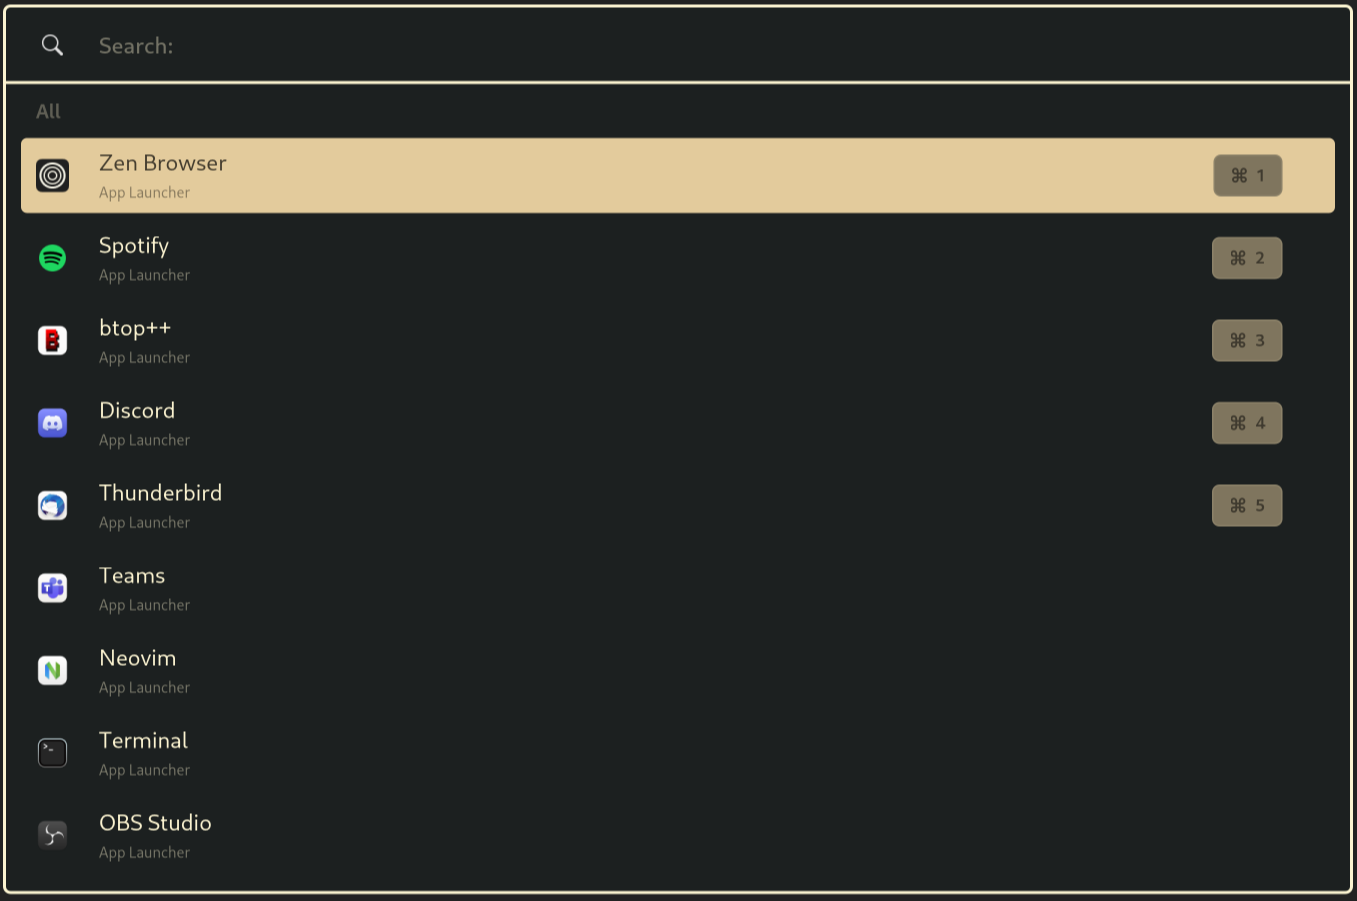 Search:
All
Zen Browser
App Launcher
⌘ 1
Spotify
App Launcher
⌘ 2
btop++
App Launcher
⌘ 3
Discord
App Launcher
⌘ 4
Thunderbird
App Launcher
⌘ 5
Teams
App Launcher
Neovim
App Launcher
Terminal
App Launcher
OBS Studio
App Launcher